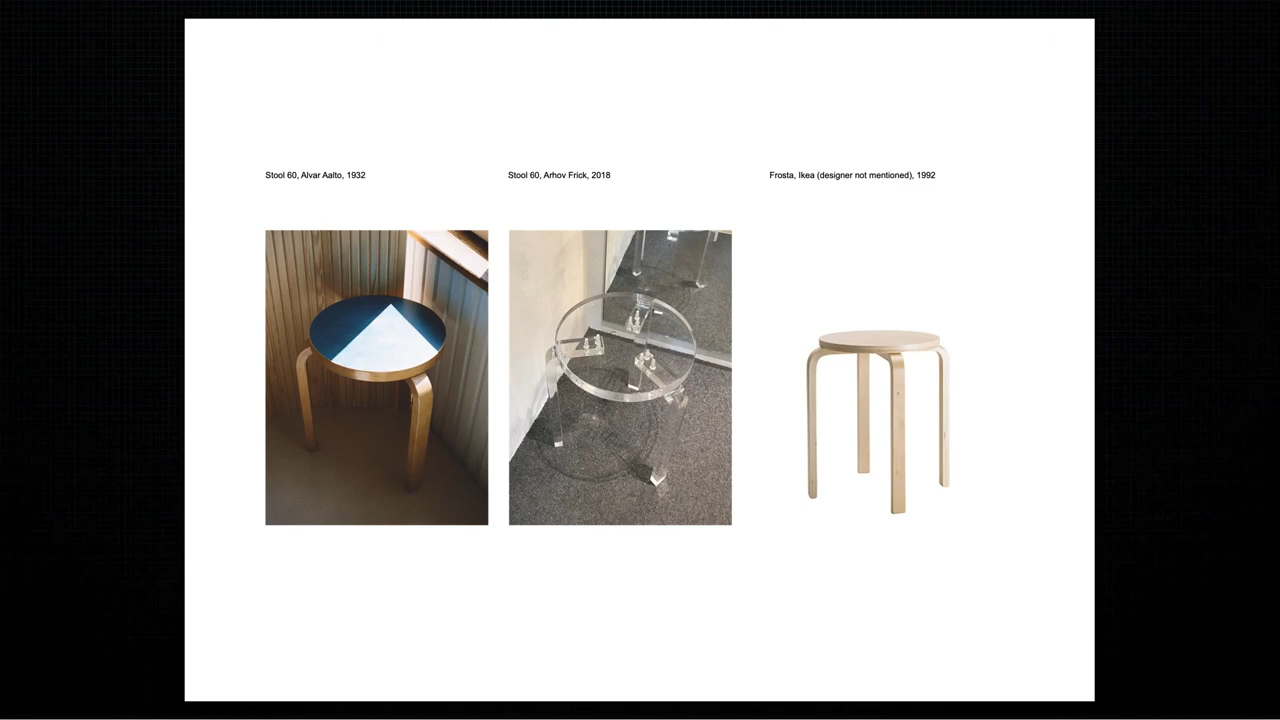 Stool 60, Alvar Aalto, 1932
Stool 60, Arhov Frick, 2018
Frosta, Ikea (designer not mentioned), 1992